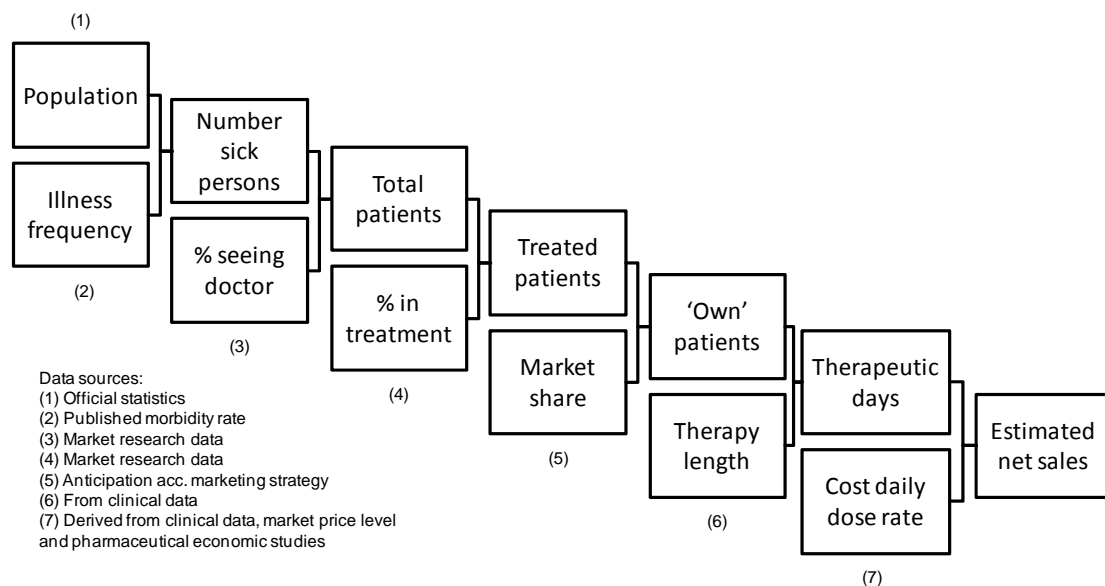 (1)
Population
Illness
frequency
(2)
Number
sick
persons
% seeing
doctor
(3)
Total
patients
% in
treatment
(4)
Treated
patients
Market
share
(5)
‘Own’
patients
Therapy
length
(6)
Therapeutic
days
Cost daily
dose rate
(7)
Estimated
net sales
Data sources:
(1) Official statistics
(2) Published morbidity rate
(3) Market research data
(4) Market research data
(5) Anticipation acc. marketing strategy
(6) From clinical data
(7) Derived from clinical data, market price level
and pharmaceutical economic studies